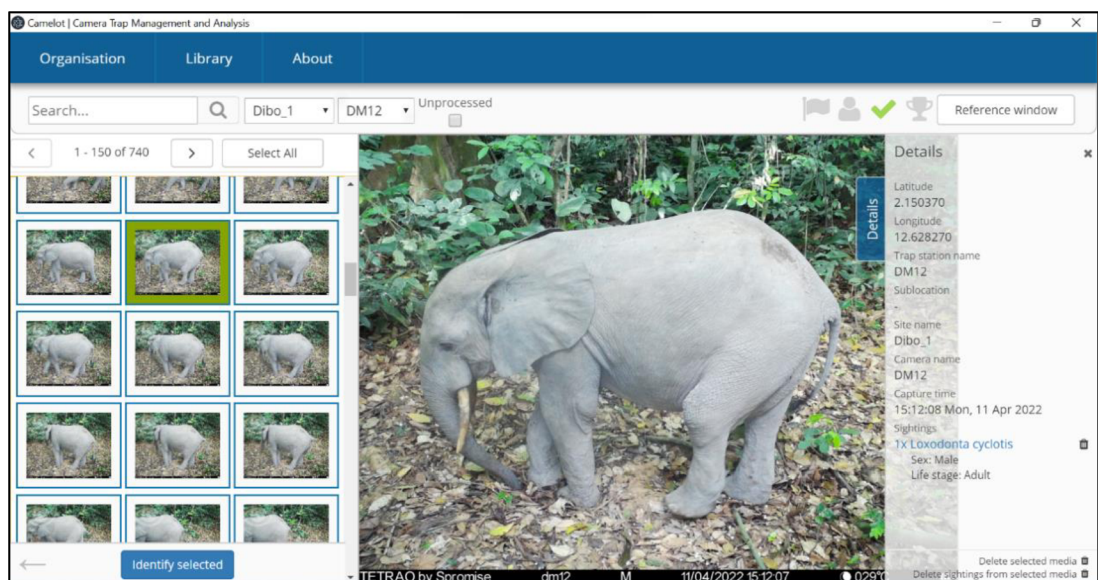 Camelot | Camera Trap Management and Analysis
Organisation Library About
Search... Dibo_1 DM12 Unprocessed Reference window
1 - 150 of 740 Select All
Details
Details
Latitude
2.150370
Longitude
12.628270
Trap station name
DM12
Sublocation
-
Site name
Dibo_1
Camera name
DM12
Capture time
15:12:08 Mon, 11 Apr 2022
Sightings
1x Loxodonta cyclotis
Sex: Male
Life stage: Adult
Identify selected
Delete selected media
Delete sightings from selected media
TETRAO by Spromise dm12 M 11/04/2022 15:12:07 029°C